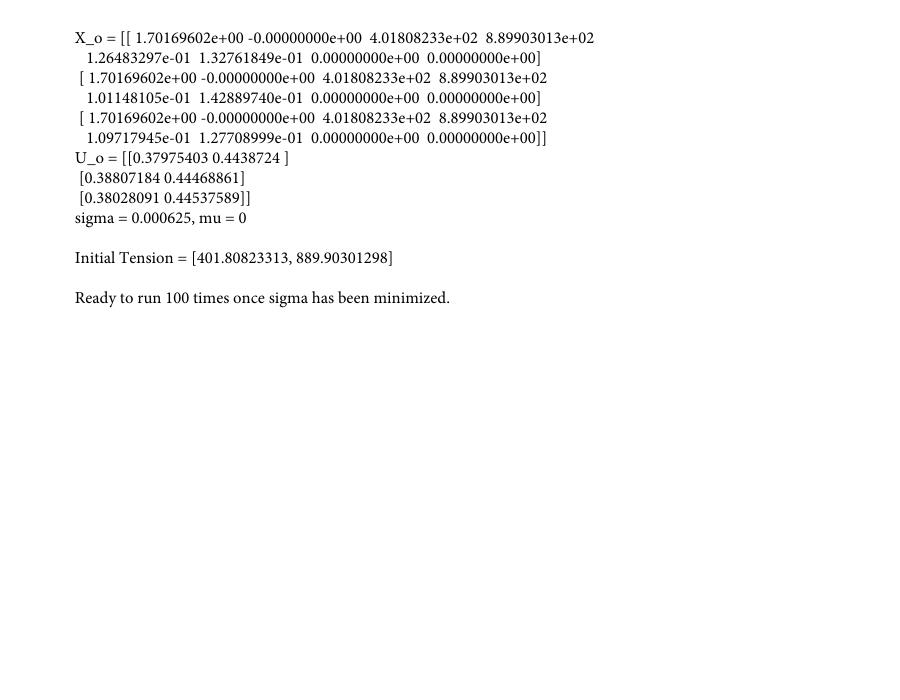 X_o = [[ 1.70169602e+00 -0.00000000e+00  4.01808233e+02  8.89903013e+02
1.26483297e-01  1.32761849e-01  0.00000000e+00  0.00000000e+00]
[ 1.70169602e+00 -0.00000000e+00  4.01808233e+02  8.89903013e+02
1.01148105e-01  1.42889740e-01  0.00000000e+00  0.00000000e+00]
[ 1.70169602e+00 -0.00000000e+00  4.01808233e+02  8.89903013e+02
1.09717945e-01  1.27708999e-01  0.00000000e+00  0.00000000e+00]]
U_o = [[0.37975403 0.4438724 ]
[0.38807184 0.44468861]
[0.38028091 0.44537589]]
sigma = 0.000625, mu = 0
Initial Tension = [401.80823313, 889.90301298]
Ready to run 100 times once sigma has been minimized.